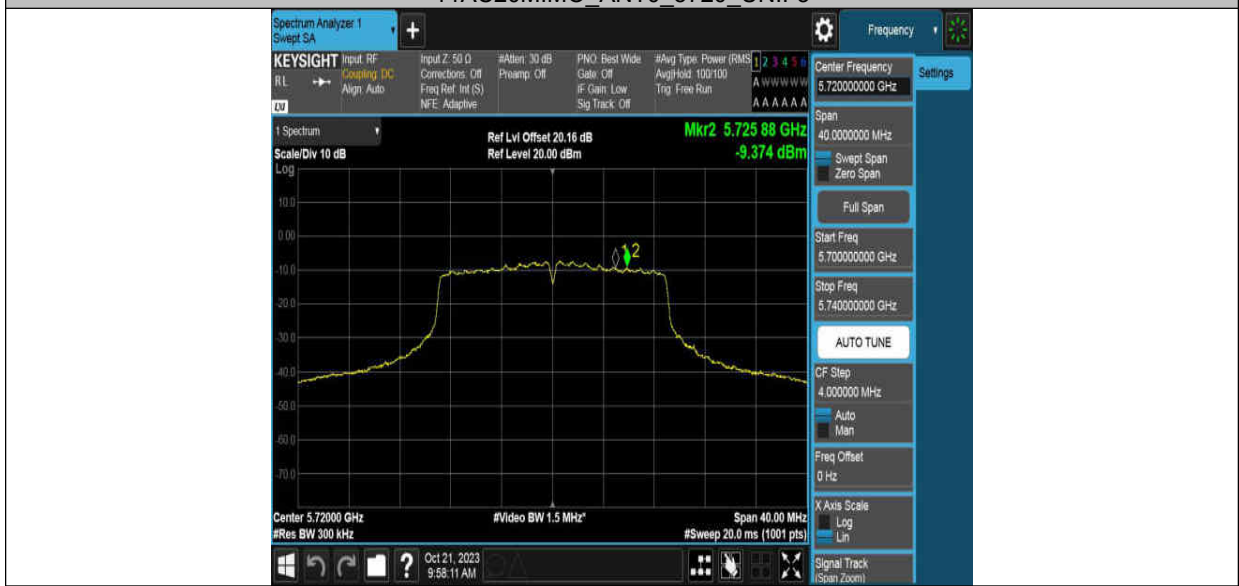 11AC20MIMO_ANT6_5720_UNII-3
Spectrum Analyzer 1
Swept SA
+
Frequency
KEYSIGHT
RL
Input: RF
Coupling: DC
Align: Auto
Input Z: 50 Ω
Corrections: Off
Freq Ref: Int (S)
NFE: Adaptive
#Atten: 30 dB
Preamp: Off
PNO: Best Wide
Gate: Off
IF Gain: Low
Sig Track: Off
#Avg Type: Power (RMS
Avg|Hold: 100/100
Trig: Free Run
1 2 3 4 5 6
A W W W W W
A A A A A A
1 Spectrum
Scale/Div 10 dB
Log
Ref Lvl Offset 20.16 dB
Ref Level 20.00 dBm
Mkr2 5.725 88 GHz
-9.374 dBm
10.0
0.00
-10.0
-20.0
-30.0
-40.0
-50.0
-60.0
-70.0
1 2
Center 5.72000 GHz
#Res BW 300 kHz
#Video BW 1.5 MHz*
Span 40.00 MHz
#Sweep 20.0 ms (1001 pts)
?
Oct 21, 2023
9:58:11 AM
Center Frequency
5.720000000 GHz
Settings
Span
40.0000000 MHz
Swept Span
Zero Span
Full Span
Start Freq
5.700000000 GHz
Stop Freq
5.740000000 GHz
AUTO TUNE
CF Step
4.000000 MHz
Auto
Man
Freq Offset
0 Hz
X Axis Scale
Log
Lin
Signal Track
(Span Zoom)